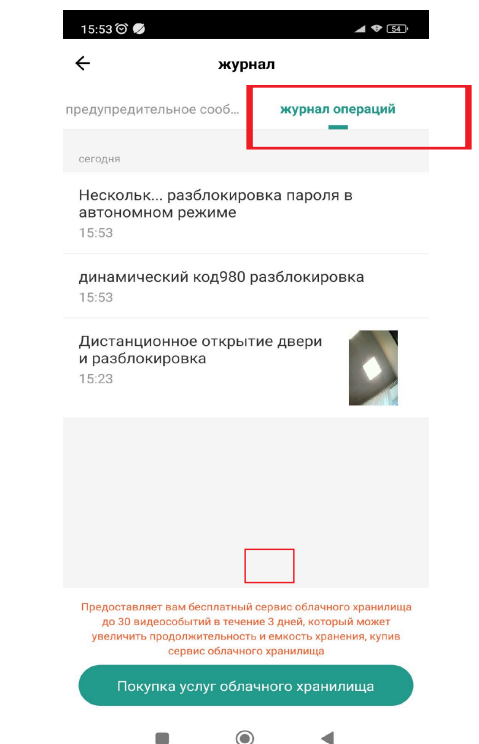 15:53 54
журнал
предупредительное сооб... журнал операций
сегодня
Нескольк... разблокировка пароля в
автономном режиме
15:53
динамический код980 разблокировка
15:53
Дистанционное открытие двери
и разблокировка
15:23
Предоставляет вам бесплатный сервис облачного хранилища
до 30 видеособытий в течение 3 дней, который может
увеличить продолжительность и емкость хранения, купив
сервис облачного хранилища
Покупка услуг облачного хранилища